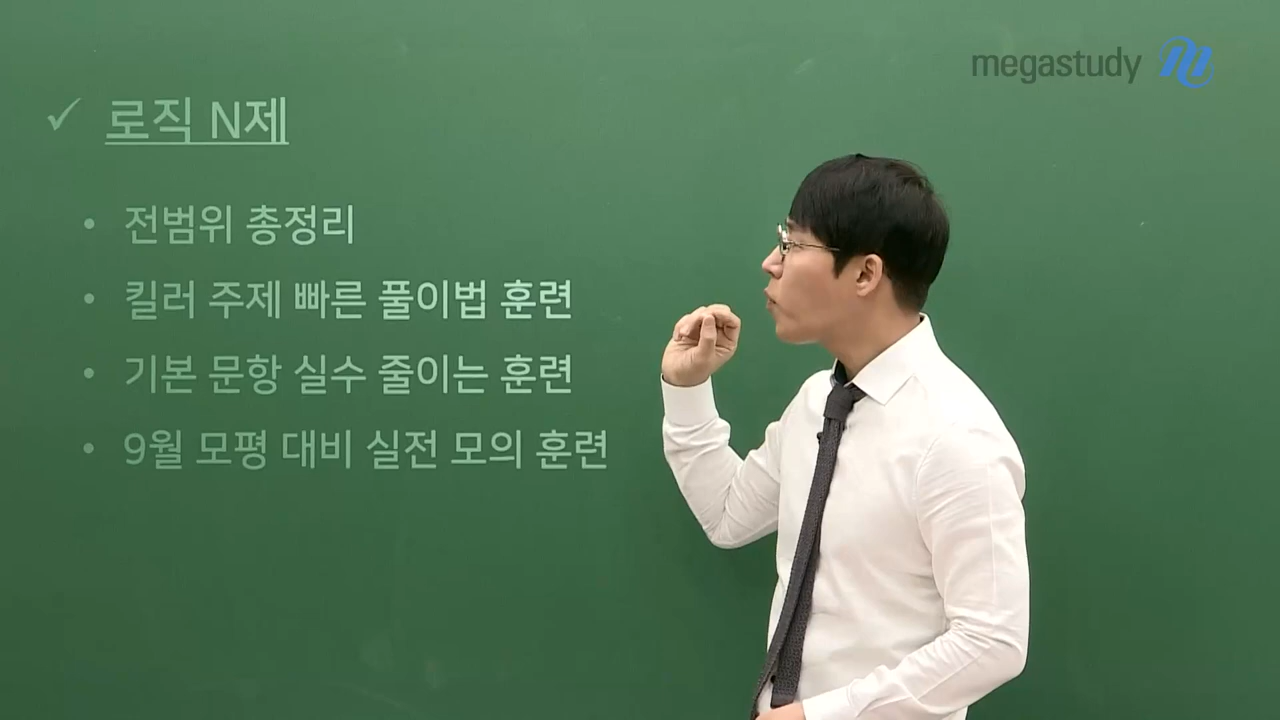 megastudy
✓ 로직 N제
• 전범위 총정리
• 킬러 주제 빠른 풀이법 훈련
• 기본 문항 실수 줄이는 훈련
• 9월 모평 대비 실전 모의 훈련